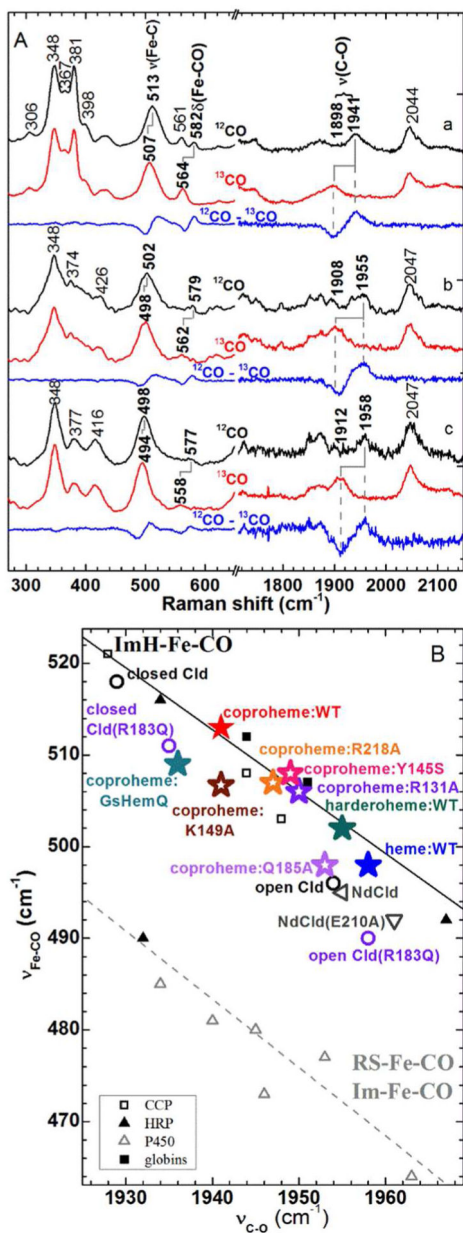 A
306
348
367
381
398
513 ν(Fe-C)
561
582δ(Fe-CO)
1898
1941
} ν(C-O)
2044
a
¹²CO
507
564
¹³CO
¹²CO - ¹³CO
348
374
426
502
579
¹²CO
1908
1955
2047
b
498
562
¹³CO
¹²CO - ¹³CO
348
377
416
498
577
¹²CO
1912
1958
2047
c
494
558
¹³CO
¹²CO - ¹³CO
300 400 500 600 1800 1900 2000 2100
Raman shift (cm⁻¹)
B
ImH-Fe-CO
closed Cld
closed
Cld(R183Q)
coproheme:WT
coproheme:
GsHemQ
coproheme:R218A
coproheme:Y145S
coproheme:R131A
coproheme:
K149A
harderoheme:WT
coproheme:Q185A
heme:WT
open Cld
NdCld
NdCld(E210A)
open Cld(R183Q)
RS-Fe-CO
Im-Fe-CO
CCP
HRP
P450
globins
520
510
500
490
480
470
νFe-CO (cm⁻¹)
1930 1940 1950 1960
νC-O (cm⁻¹)